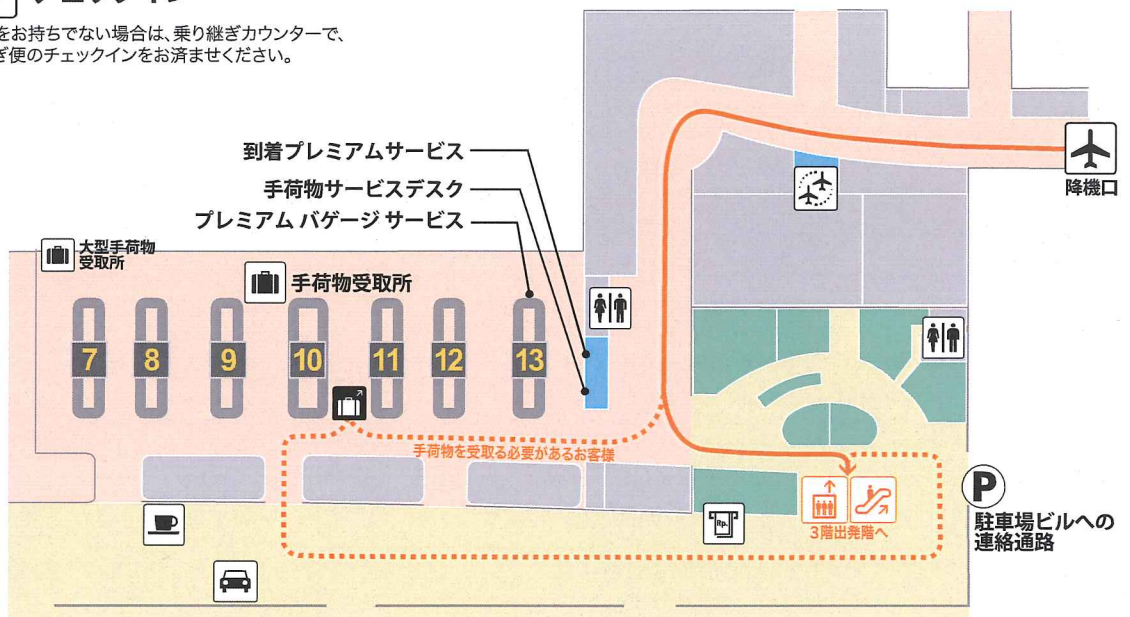 をお持ちでない場合は、乗り継ぎカウンターで、
ぎ便のチェックインをお済ませください。
到着プレミアムサービス
手荷物サービスデスク
プレミアム バゲージ サービス
降機口
大型手荷物
受取所
手荷物受取所
7
8
9
10
11
12
13
手荷物を受取る必要があるお客様
Rp.
3階出発階へ
P
駐車場ビルへの
連絡通路